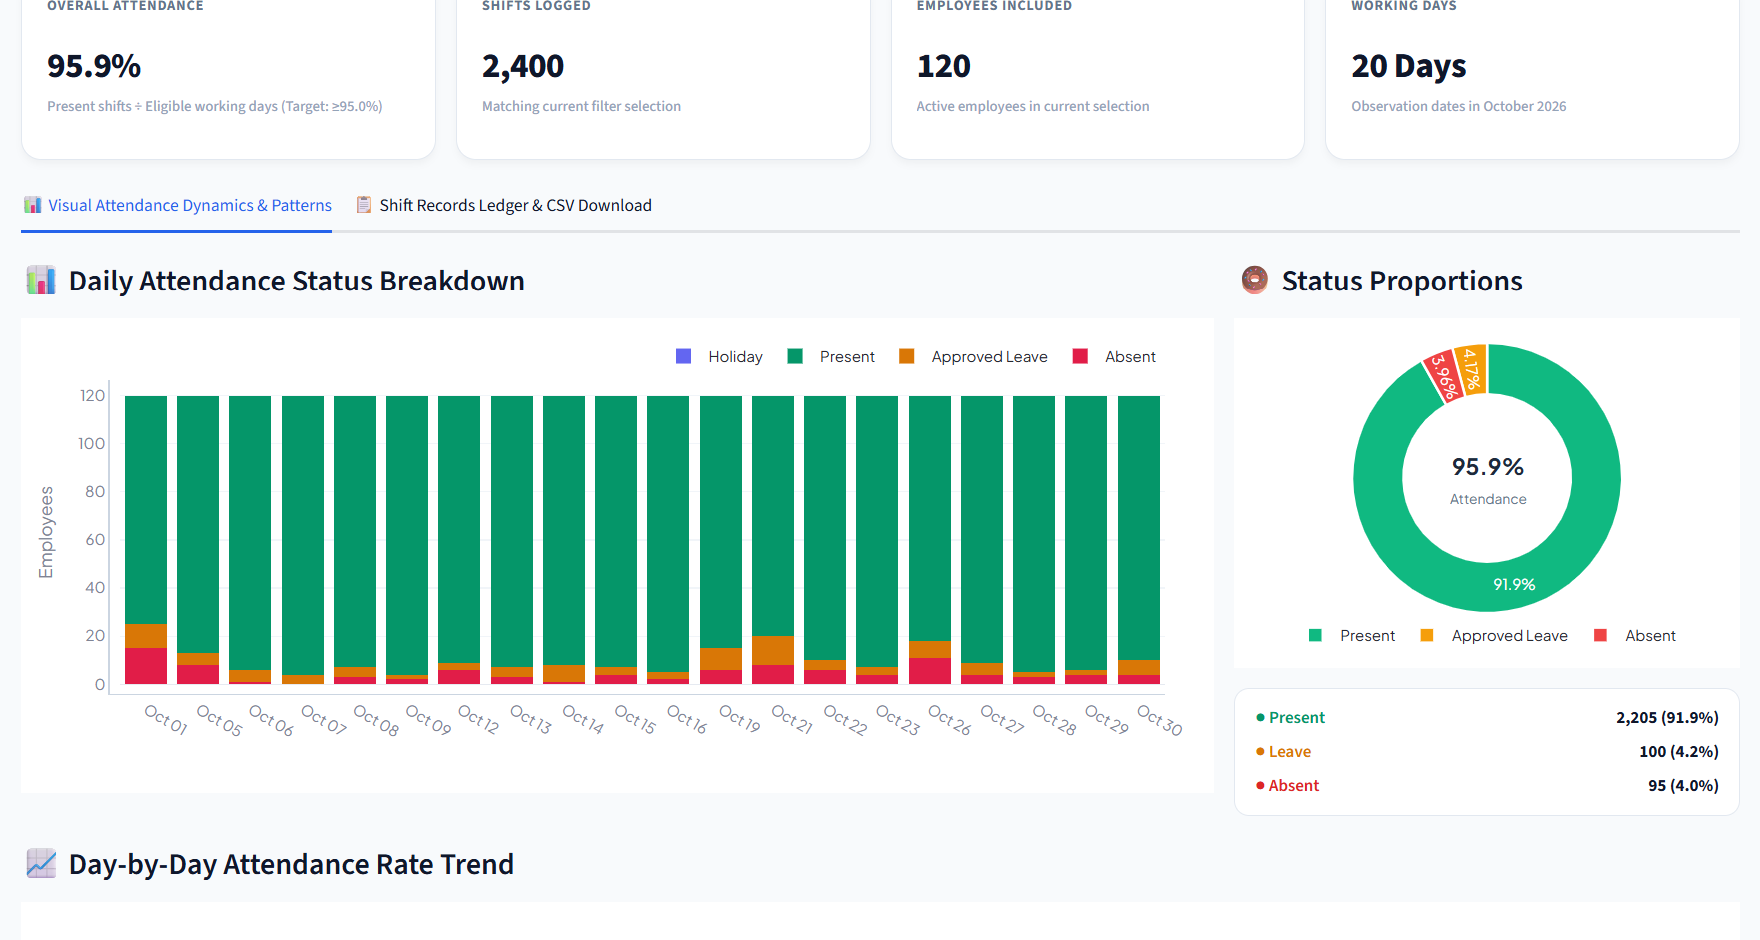 OVERALL ATTENDANCE
SHIFTS LOGGED
EMPLOYEES INCLUDED
WORKING DAYS
95.9%
2,400
120
20 Days
Present shifts ÷ Eligible working days (Target: ≥95.0%)
Matching current filter selection
Active employees in current selection
Observation dates in October 2026
Visual Attendance Dynamics & Patterns
Shift Records Ledger & CSV Download
Daily Attendance Status Breakdown
Holiday
Present
Approved Leave
Absent
120
100
80
60
40
20
0
Employees
Oct 01
Oct 05
Oct 06
Oct 07
Oct 08
Oct 09
Oct 12
Oct 13
Oct 14
Oct 15
Oct 16
Oct 19
Oct 21
Oct 22
Oct 23
Oct 26
Oct 27
Oct 28
Oct 29
Oct 30
Status Proportions
3.96%
4.17%
95.9%
Attendance
91.9%
Present
Approved Leave
Absent
Present 2,205 (91.9%)
Leave 100 (4.2%)
Absent 95 (4.0%)
Day-by-Day Attendance Rate Trend